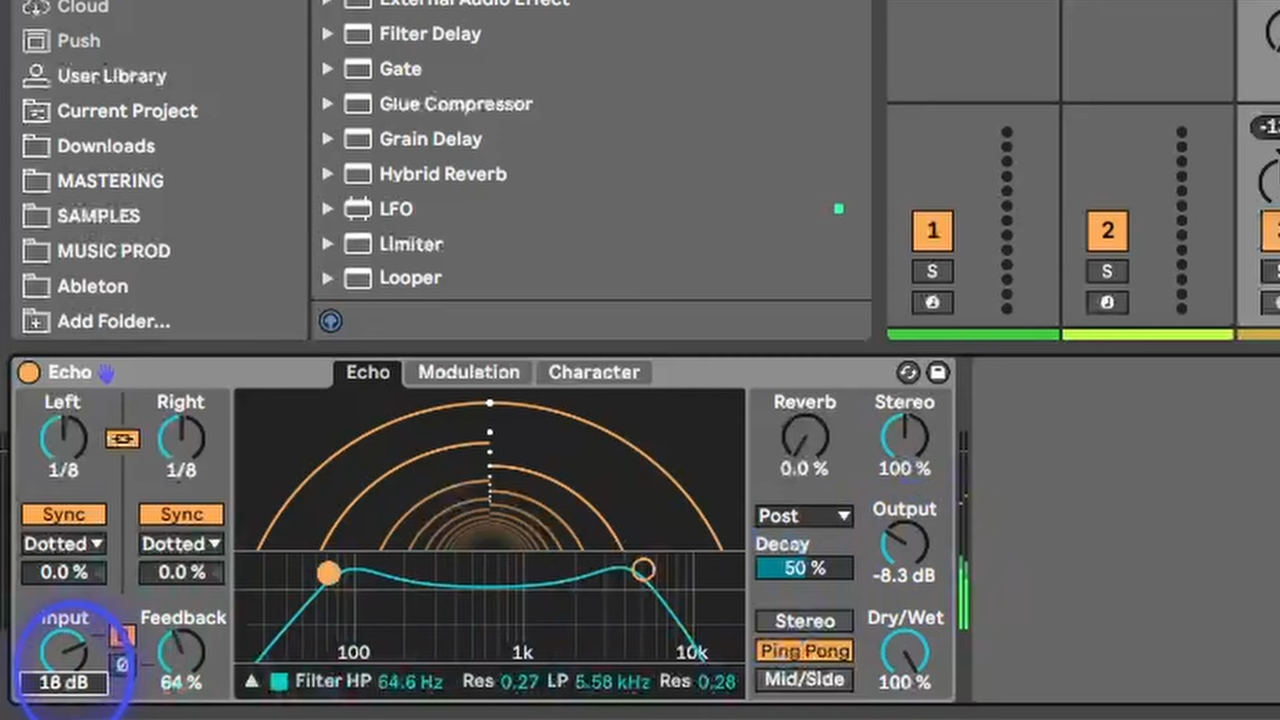 Cloud
Push
User Library
Current Project
Downloads
MASTERING
SAMPLES
MUSIC PROD
Ableton
Add Folder...
External Audio Effect
Filter Delay
Gate
Glue Compressor
Grain Delay
Hybrid Reverb
LFO
Limiter
Looper
1 2
S S
Echo
Echo Modulation Character
Left Right
1/8 1/8
Sync Sync
Dotted Dotted
0.0 % 0.0 %
Input Feedback
18 dB 64 %
100 1k 10k
Filter HP 64.6 Hz Res 0.27 LP 5.58 kHz Res 0.28
Reverb Stereo
0.0 % 100 %
Post Output
Decay
50 % -8.3 dB
Stereo Dry/Wet
Ping Pong
Mid/Side 100 %